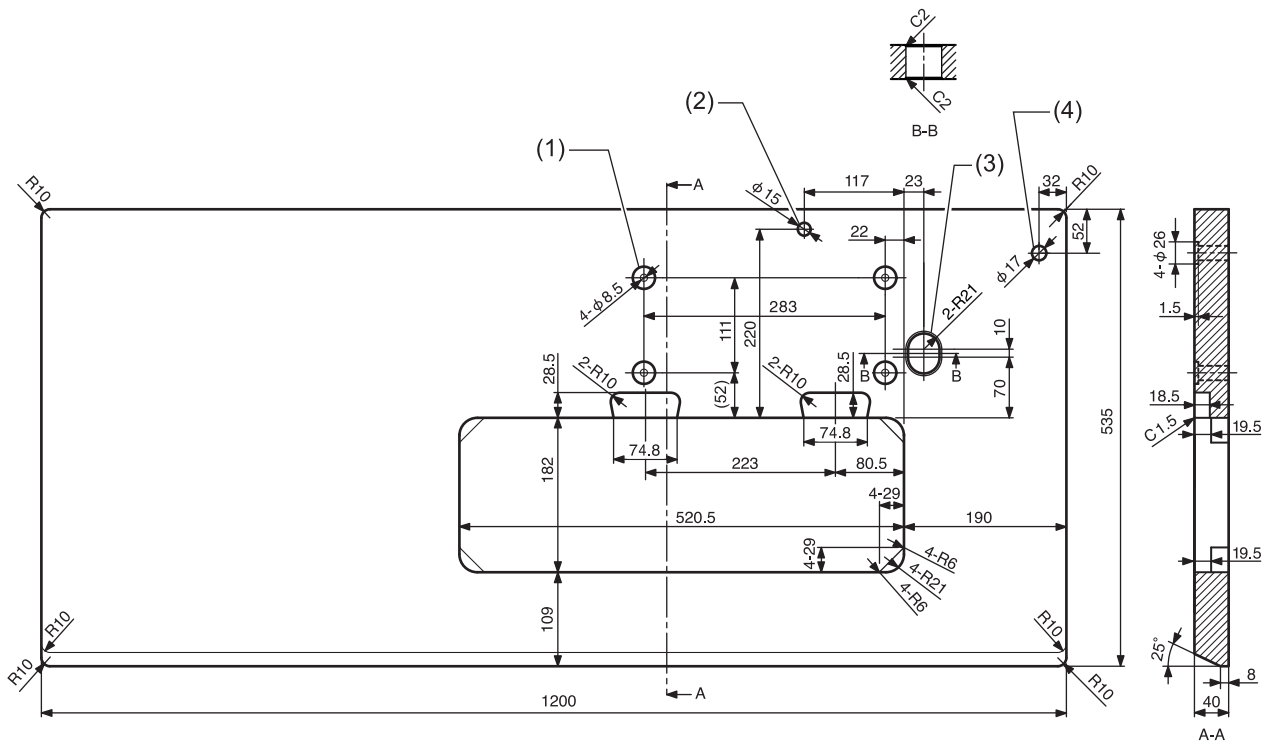 C2
C2
B-B
(1)
(2)
(3)
(4)
R10
A
φ15
117
23
32
R10
22
52
φ17
4-φ8.5
283
2-R21
10
111
220
B
B
70
28.5
2-R10
(52)
2-R10
28.5
74.8
74.8
223
80.5
182
4-29
520.5
190
4-29
4-R6
4-R21
4-R6
109
R10
R10
R10
R10
A
1200
535
4-φ26
1.5
18.5
C1.5
19.5
19.5
25°
8
40
A-A